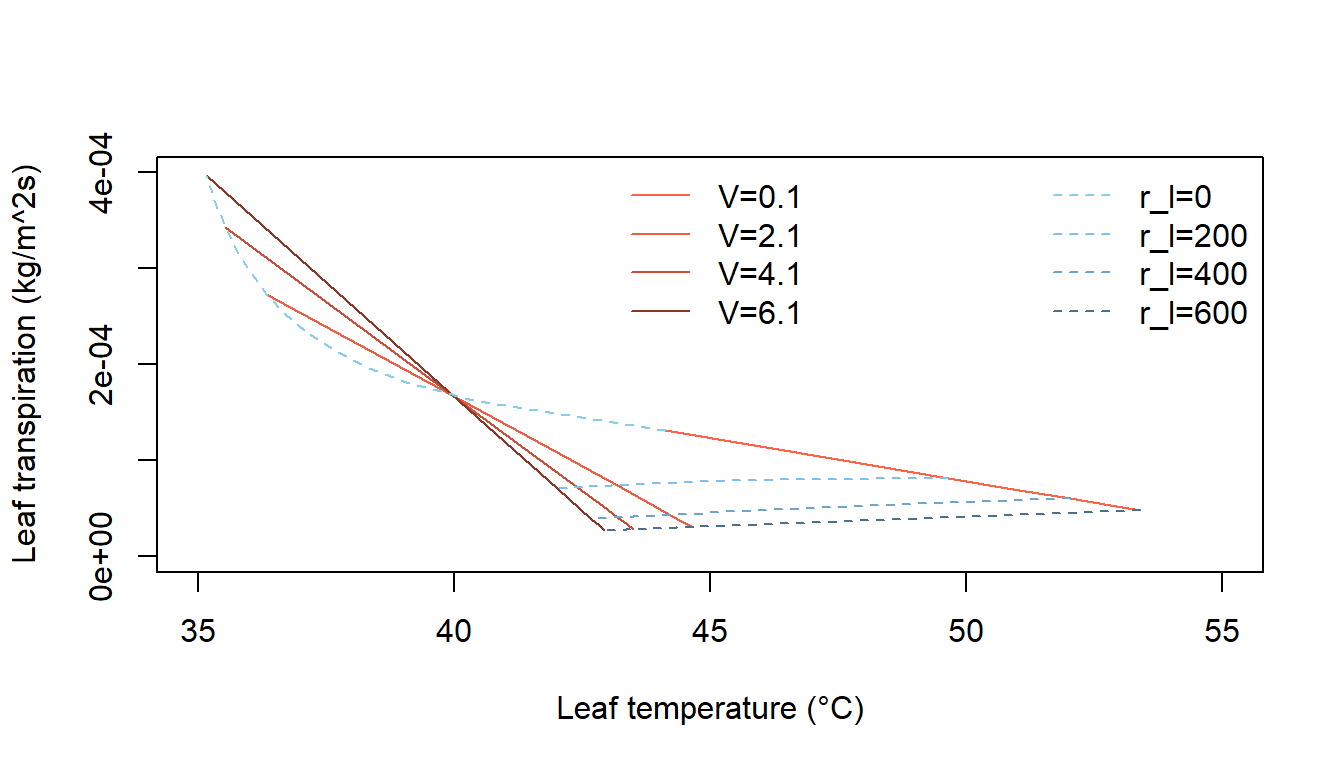 Leaf transpiration (kg/m^2s)
4e-04
2e-04
0e+00
V=0.1
V=2.1
V=4.1
V=6.1
r_l=0
r_l=200
r_l=400
r_l=600
35 40 45 50 55
Leaf temperature (°C)